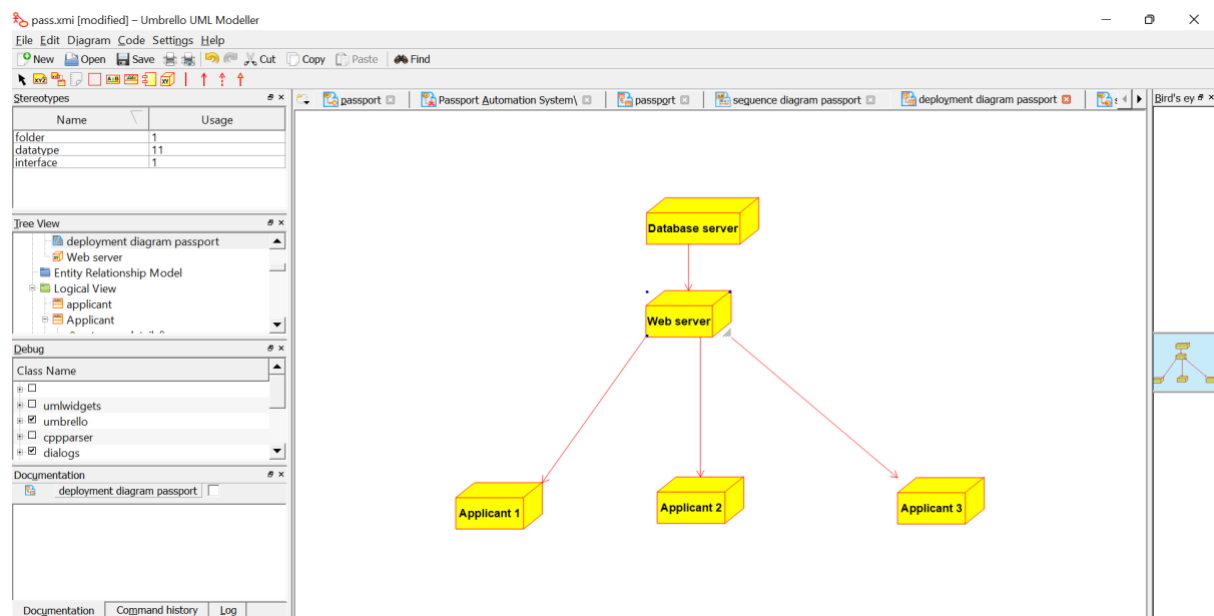 pass.xmi [modified] – Umbrello UML Modeller
File Edit Diagram Code Settings Help
New Open Save Cut Copy Paste Find
Stereotypes
Name Usage
folder 1
datatype 11
interface 1
Tree View
deployment diagram passport
Web server
Entity Relationship Model
Logical View
applicant
Applicant
Debug
Class Name
umlwidgets
umbrello
cppparser
dialogs
Documentation
deployment diagram passport
Documentation Command history Log
passport Passport Automation System\ passport sequence diagram passport deployment diagram passport
Bird's ey
Database server
Web server
Applicant 1
Applicant 2
Applicant 3